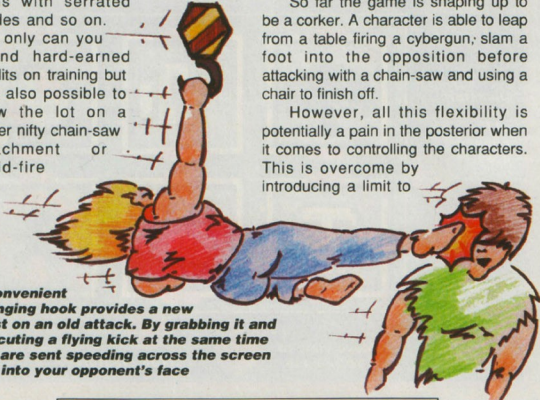 s with serrated
les and so on.
only can you
nd hard-earned
lits on training but
also possible to
w the lot on a
er nifty chain-saw
achment or
d-fire
So far the game is shaping up to
be a corker. A character is able to leap
from a table firing a cybergun, slam a
foot into the opposition before
attacking with a chain-saw and using a
chair to finish off.
However, all this flexibility is
potentially a pain in the posterior when
it comes to controlling the characters.
This is overcome by
introducing a limit to
onvenient
nging hook provides a new
st on an old attack. By grabbing it and
cuting a flying kick at the same time
are sent speeding across the screen
into your opponent's face